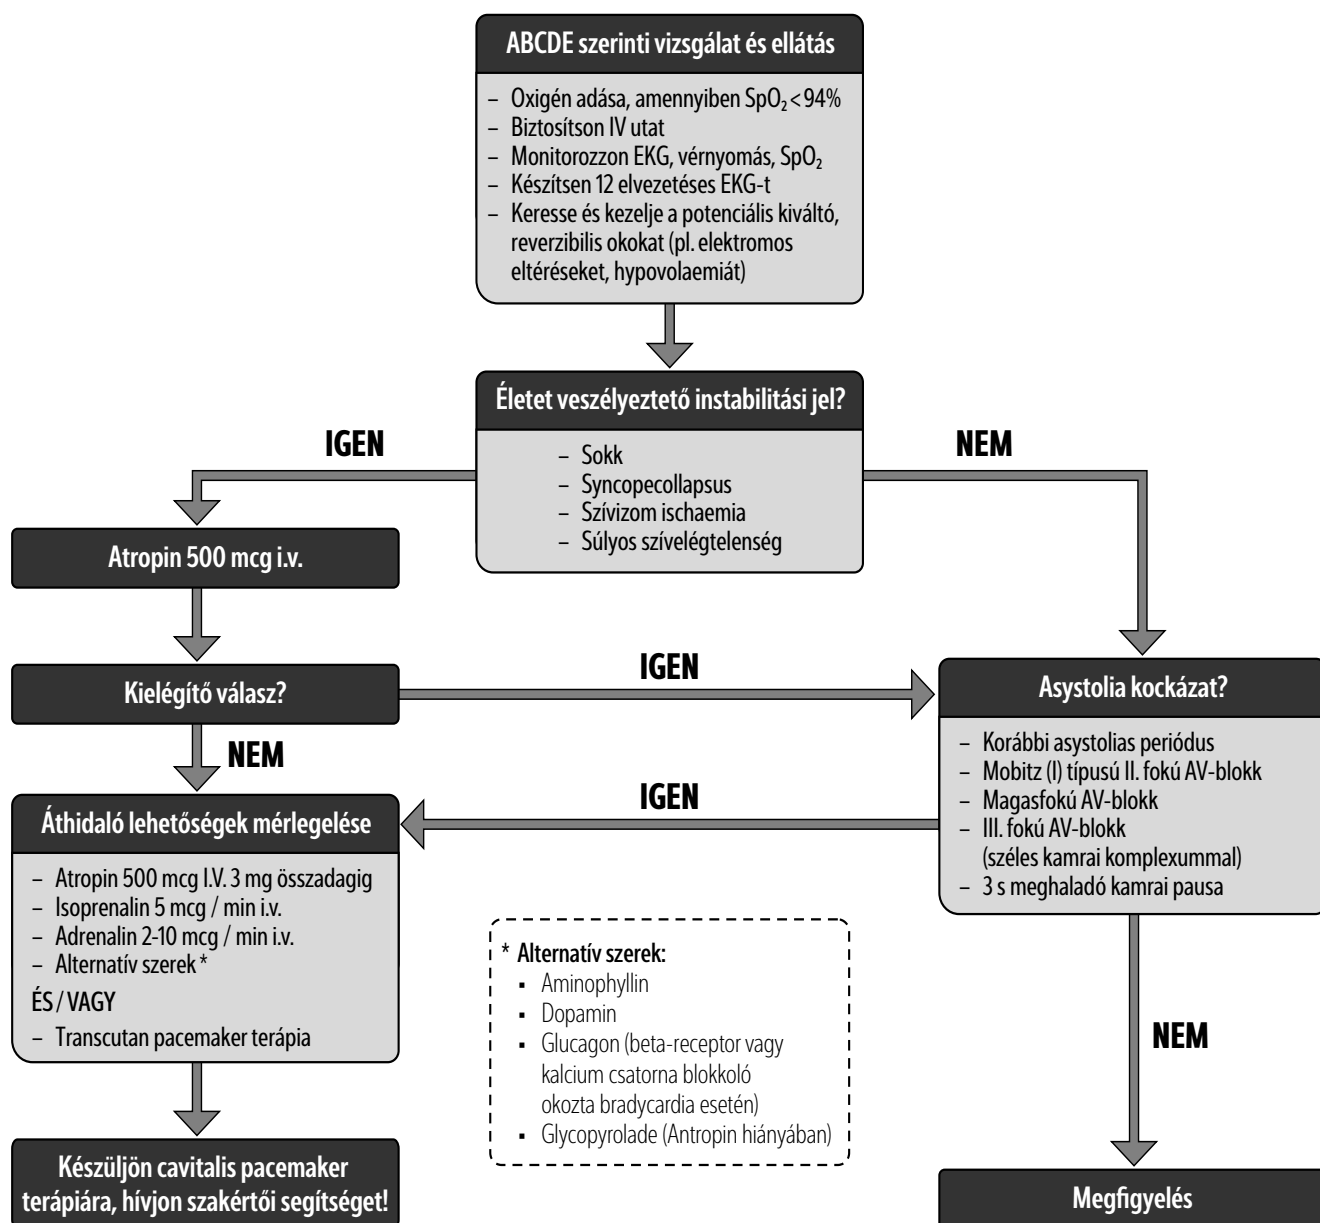 ABCDE szerinti vizsgálat és ellátás
– Oxigén adása, amennyiben SpO₂<94%
– Biztosítson IV utat
– Monitorozzon EKG, vérnyomás, SpO₂
– Készítsen 12 elvezetéses EKG-t
– Keresse és kezelje a potenciális kiváltó,
reverzibilis okokat (pl. elektromos
eltéréseket, hypovolaemiát)
Életet veszélyeztető instabilitási jel?
– Sokk
– Syncopecollapsus
– Szívizom ischaemia
– Súlyos szívelégtelenség
IGEN
NEM
Atropin 500 mcg i.v.
Kielégítő válasz?
IGEN
NEM
Asystolia kockázat?
– Korábbi asystolias periódus
– Mobitz (I) típusú II. fokú AV-blokk
– Magasfokú AV-blokk
– III. fokú AV-blokk
(széles kamrai komplexummal)
– 3 s meghaladó kamrai pausa
IGEN
Áthidaló lehetőségek mérlegelése
– Atropin 500 mcg I.V. 3 mg összadagig
– Isoprenalin 5 mcg / min i.v.
– Adrenalin 2-10 mcg / min i.v.
– Alternatív szerek *
ÉS / VAGY
– Transcutan pacemaker terápia
* Alternatív szerek:
▪ Aminophyllin
▪ Dopamin
▪ Glucagon (beta-receptor vagy
kalcium csatorna blokkoló
okozta bradycardia esetén)
▪ Glycopyrolade (Antropin hiányában)
NEM
Készüljön cavitalis pacemaker
terápiára, hívjon szakértői segítséget!
Megfigyelés